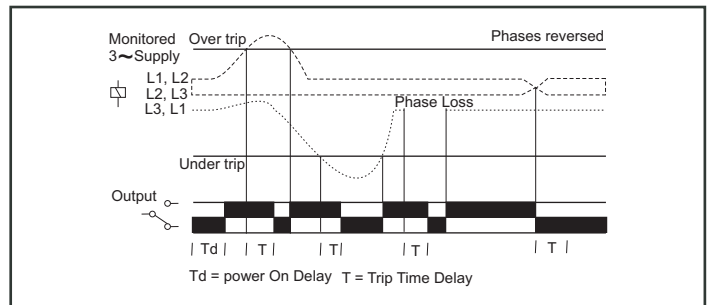 Monitored Over trip Phases reversed
3~Supply
L1, L2
L2, L3
L3, L1
Phase Loss
Under trip
Output
Td T T T T
Td = power On Delay T = Trip Time Delay